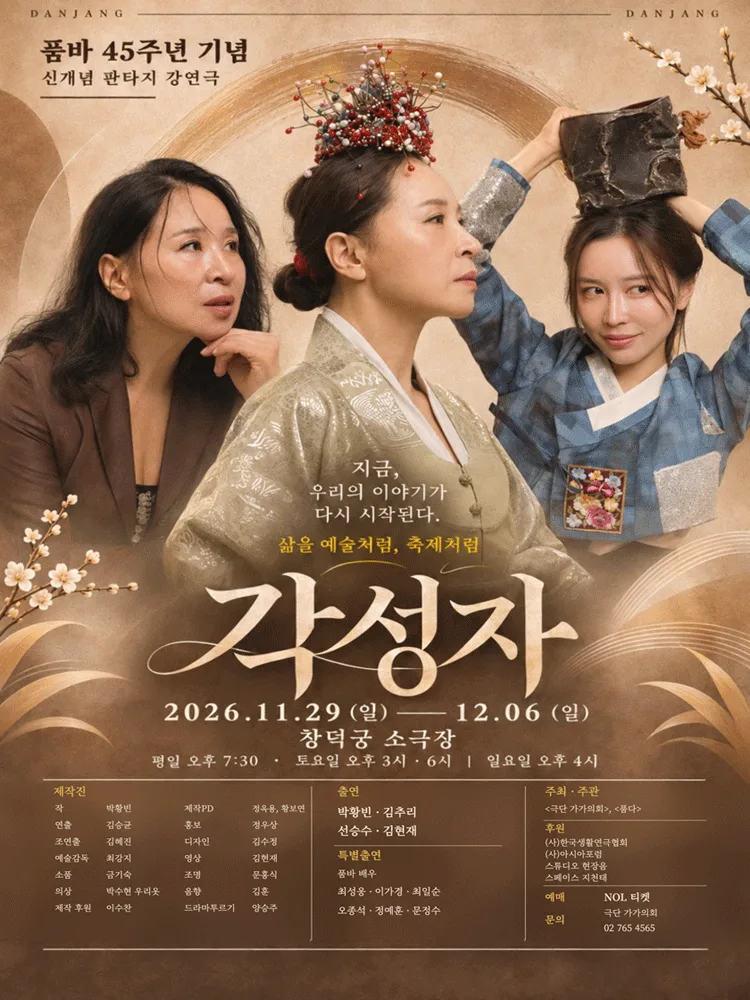 DANJANG DANJANG
품바 45주년 기념
신개념 판타지 강연극
지금,
우리의 이야기가
다시 시작된다.
삶을 예술처럼, 축제처럼
각성자
2026.11.29 (일) — 12.06 (일)
창덕궁 소극장
평일 오후 7:30 · 토요일 오후 3시 · 6시 | 일요일 오후 4시
제작진
작 박황빈 제작PD 정옥용, 황보연
연출 김승균 홍보 정우상
조연출 김혜진 디자인 김수정
예술감독 최강지 영상 김현재
소품 글기숙 조명 문홍식
의상 박수현 우리옷 음향 김훈
제작 후원 이수찬 드라마투르기 양승주
출연
박황빈 · 김추리
선승수 · 김현재
특별출연
품바 배우
최성웅 · 이가경 · 최일순
오종석 · 정예훈 · 문정수
주최 · 주관
<극단 가가의회>, <품다>
후원
(사)한국생활연극협회
(사)아시아포럼
스튜디오 현장음
스페이스 지천태
예매 NOL 티켓
문의 극단 가가의회
02 765 4565